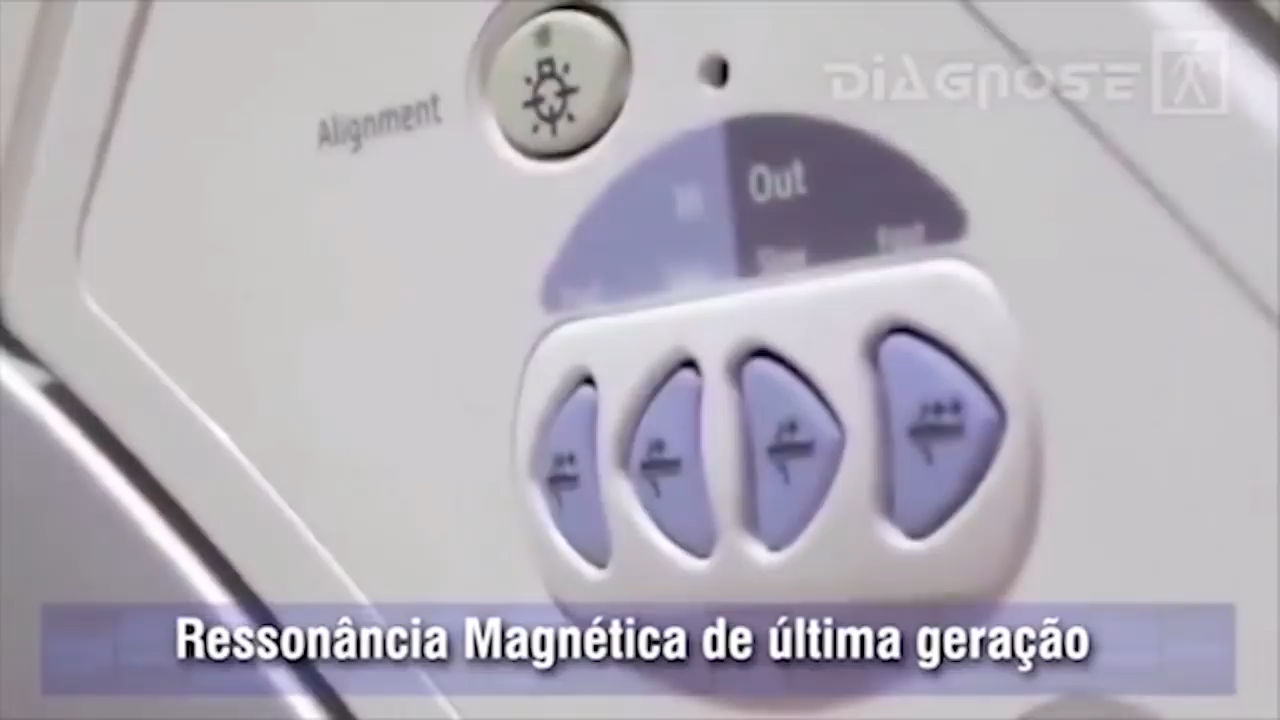 DiAGNOSE
Alignment
Out
Ressonância Magnética de última geração